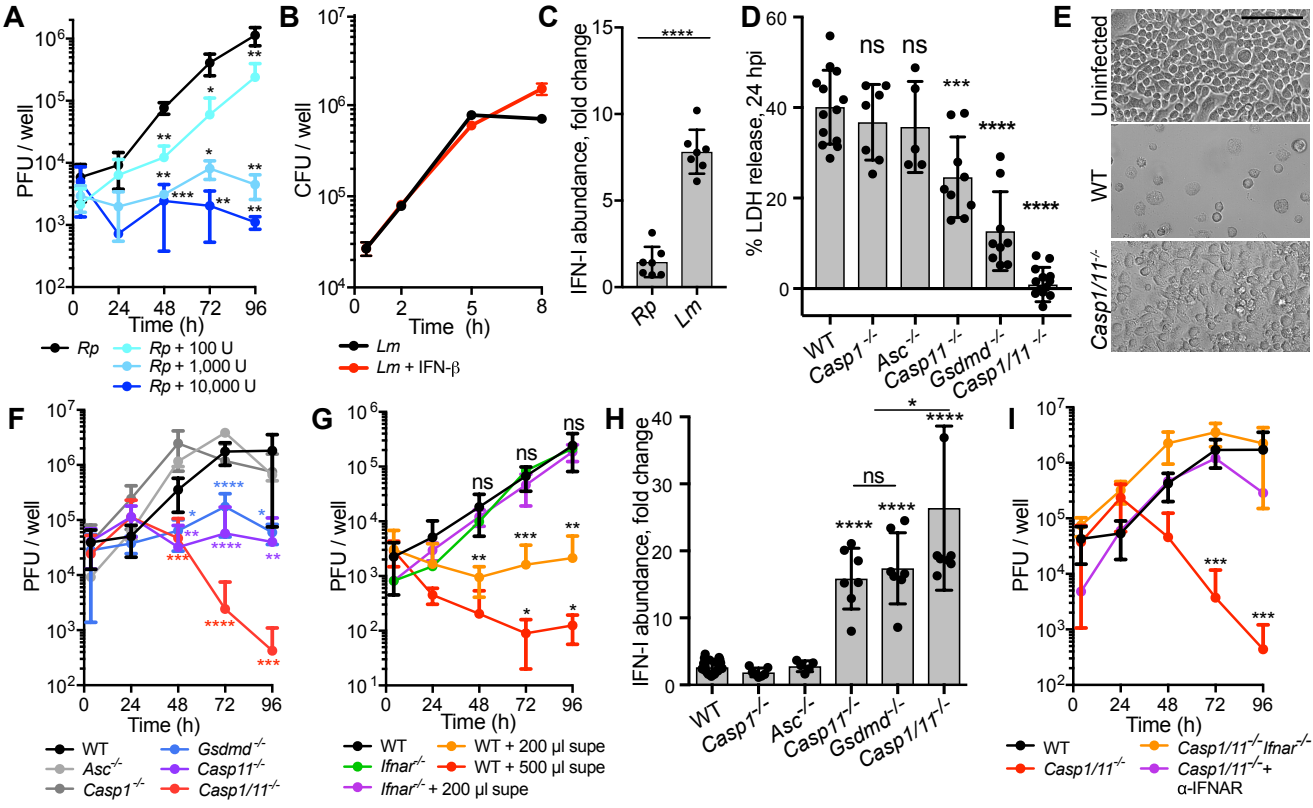 A
PFU / well
10⁶
10⁵
10⁴
10³
10²
**
*
**
*
**
**
***
**
**
0 24 48 72 96
Time (h)
Rp
Rp + 100 U
Rp + 1,000 U
Rp + 10,000 U
B
CFU / well
10⁷
10⁶
10⁵
10⁴
0 2 5 8
Time (h)
Lm
Lm + IFN-β
C
IFN-I abundance, fold change
****
15
10
5
0
Rp Lm
D
% LDH release, 24 hpi
60
40
20
0
ns ns *** **** ****
WT Casp1-/- Asc-/- Casp11-/- Gsdmd-/- Casp1/11-/-
E
Uninfected
WT
Casp1/11-/-
F
PFU / well
10⁷
10⁶
10⁵
10⁴
10³
10²
****
*
*
**
***
****
**
****
***
0 24 48 72 96
Time (h)
WT
Asc-/-
Casp1-/-
Gsdmd-/-
Casp11-/-
Casp1/11-/-
G
PFU / well
10⁶
10⁵
10⁴
10³
10²
10¹
ns
ns
ns
**
***
**
*
*
0 24 48 72 96
Time (h)
WT
Ifnar-/-
Ifnar-/- + 200 µl supe
WT + 200 µl supe
WT + 500 µl supe
H
IFN-I abundance, fold change
40
30
20
10
0
*
****
ns
****
****
WT Casp1-/- Asc-/- Casp11-/- Gsdmd-/- Casp1/11-/-
I
PFU / well
10⁷
10⁶
10⁵
10⁴
10³
10²
***
***
0 24 48 72 96
Time (h)
WT
Casp1/11-/-
Casp1/11-/-Ifnar-/-
Casp1/11-/-+
α-IFNAR